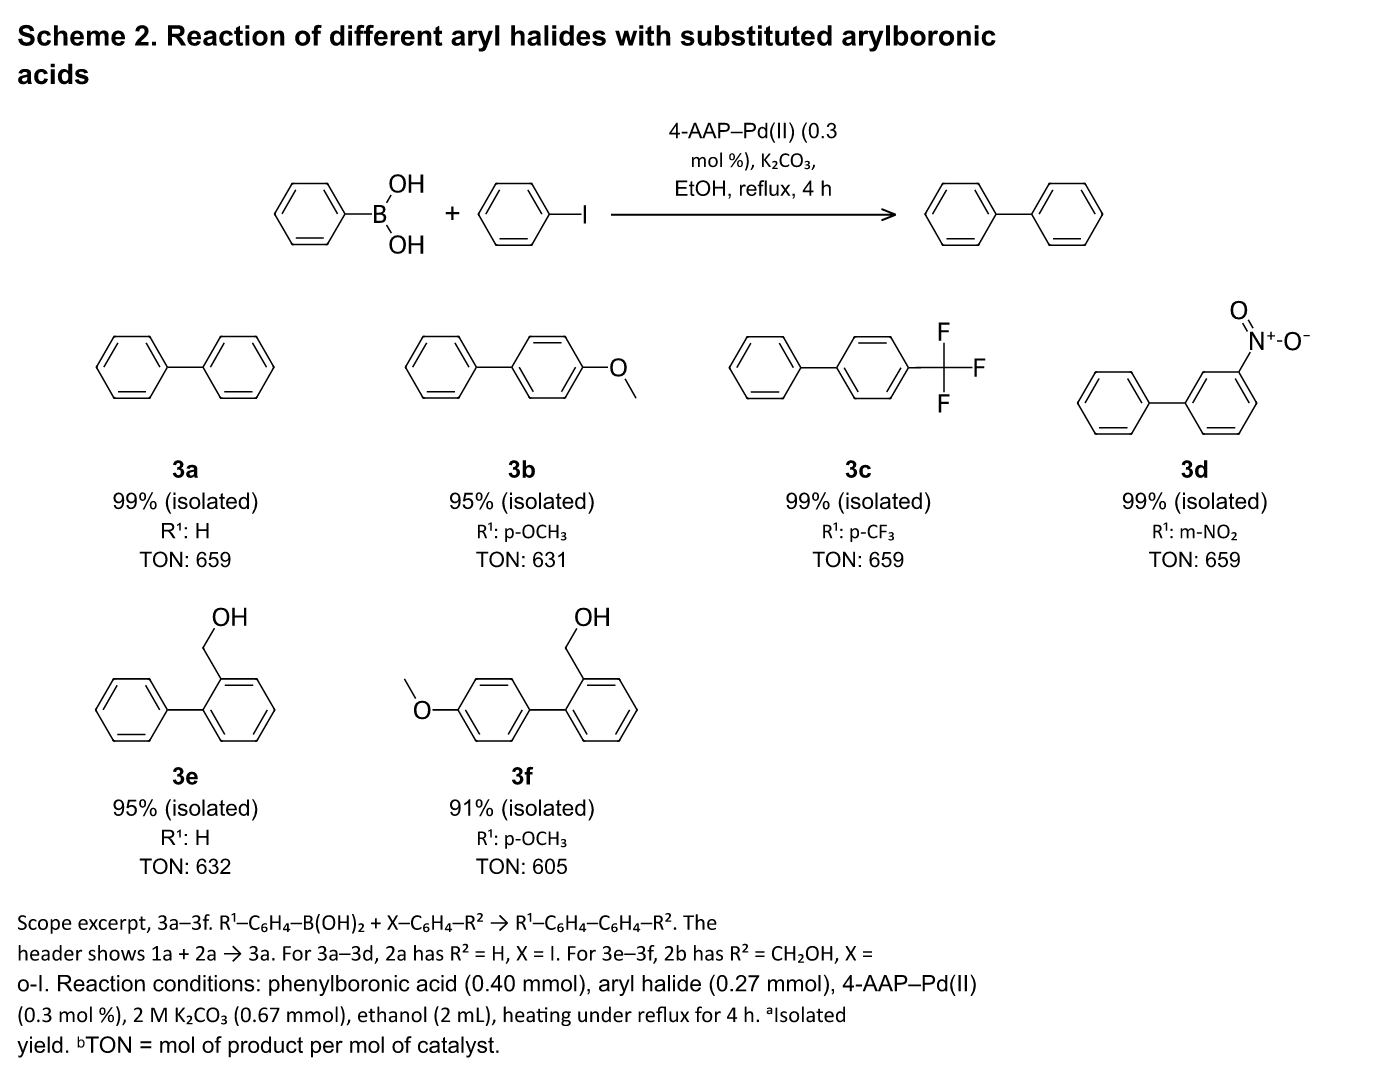 Scheme 2. Reaction of different aryl halides with substituted arylboronic
acids
4-AAP–Pd(II) (0.3
mol %), K₂CO₃,
EtOH, reflux, 4 h
OH
B
OH
+
I
O
N⁺-O⁻
O
F
F
F
3a
3b
3c
3d
99% (isolated)
95% (isolated)
99% (isolated)
99% (isolated)
R¹: H
R¹: p-OCH₃
R¹: p-CF₃
R¹: m-NO₂
TON: 659
TON: 631
TON: 659
TON: 659
OH
OH
O
3e
3f
95% (isolated)
91% (isolated)
R¹: H
R¹: p-OCH₃
TON: 632
TON: 605
Scope excerpt, 3a–3f. R¹–C₆H₄–B(OH)₂ + X–C₆H₄–R² → R¹–C₆H₄–C₆H₄–R². The
header shows 1a + 2a → 3a. For 3a–3d, 2a has R² = H, X = I. For 3e–3f, 2b has R² = CH₂OH, X =
o-I. Reaction conditions: phenylboronic acid (0.40 mmol), aryl halide (0.27 mmol), 4-AAP–Pd(II)
(0.3 mol %), 2 M K₂CO₃ (0.67 mmol), ethanol (2 mL), heating under reflux for 4 h. ᵃIsolated
yield. ᵇTON = mol of product per mol of catalyst.